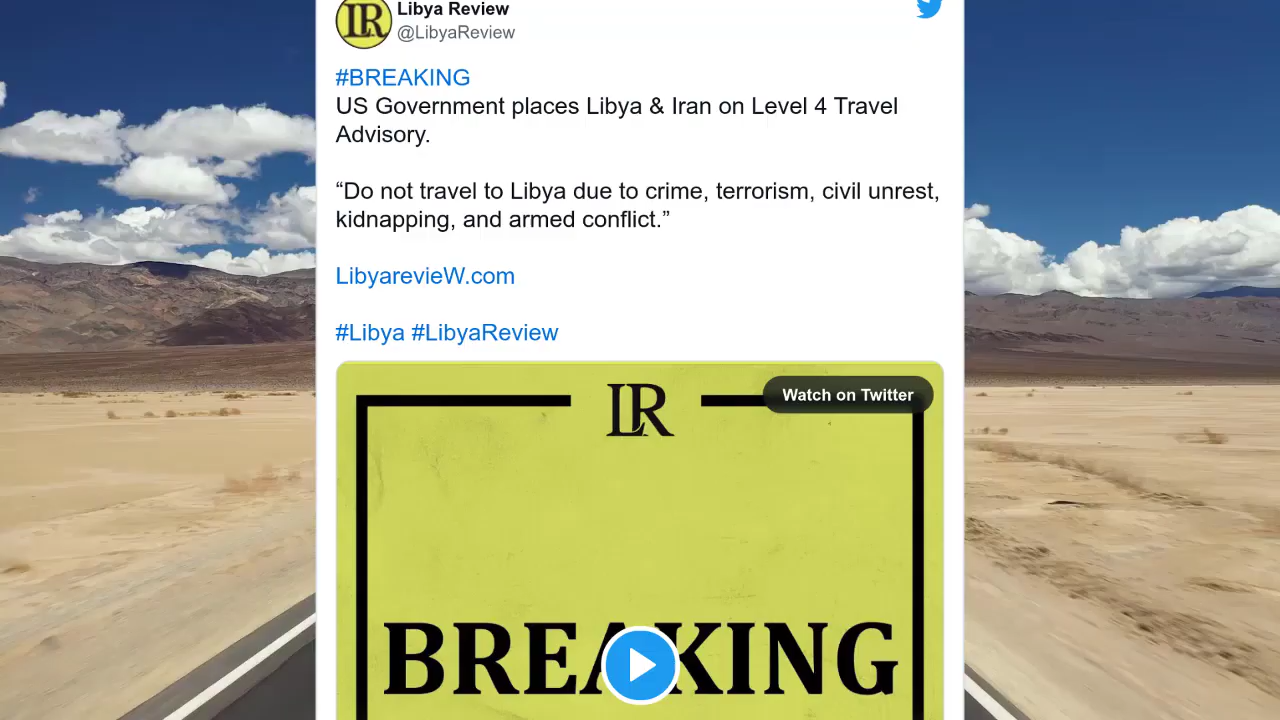 Libya Review
@LibyaReview
#BREAKING
US Government places Libya & Iran on Level 4 Travel
Advisory.
“Do not travel to Libya due to crime, terrorism, civil unrest,
kidnapping, and armed conflict.”
LibyarevieW.com
#Libya #LibyaReview
LR
Watch on Twitter
BREAKING